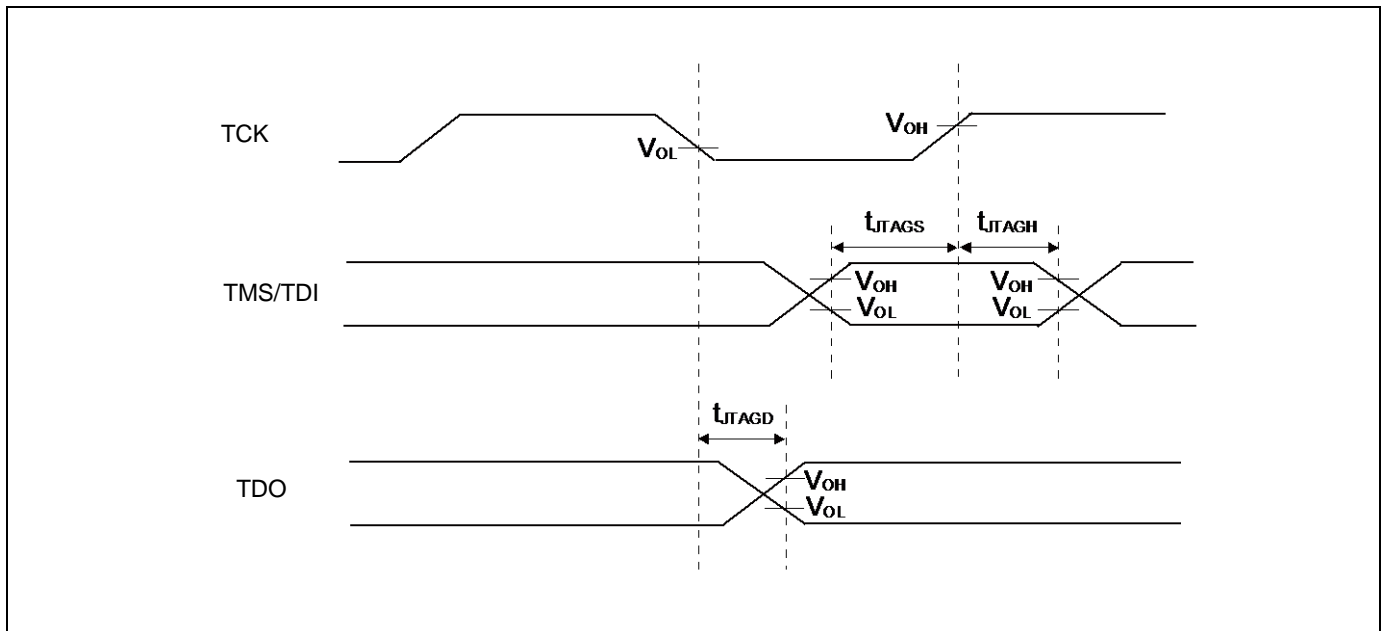 TCK
VOL
VOH
tJTAGS
tJTAGH
TMS/TDI
VOH
VOL
VOH
VOL
tJTAGD
TDO
VOH
VOL